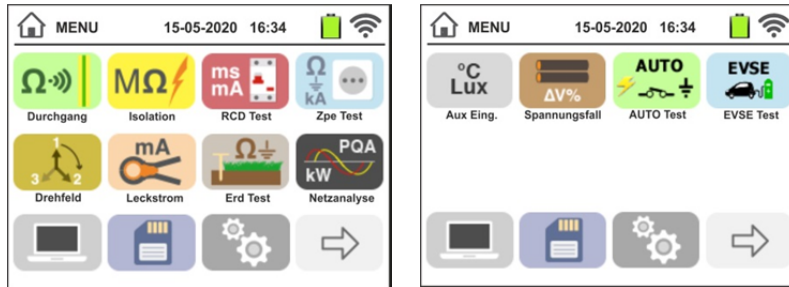 MENU 15-05-2020 16:34
Ω
MΩ
ms
mA
Ω
kA
Durchgang Isolation RCD Test Zpe Test
1
3 2
mA
Ω
PQA
kW
Drehfeld Leckstrom Erd Test Netzanalyse
MENU 15-05-2020 16:34
°C
Lux
ΔV%
AUTO
EVSE
Aux Eing. Spannungsfall AUTO Test EVSE Test